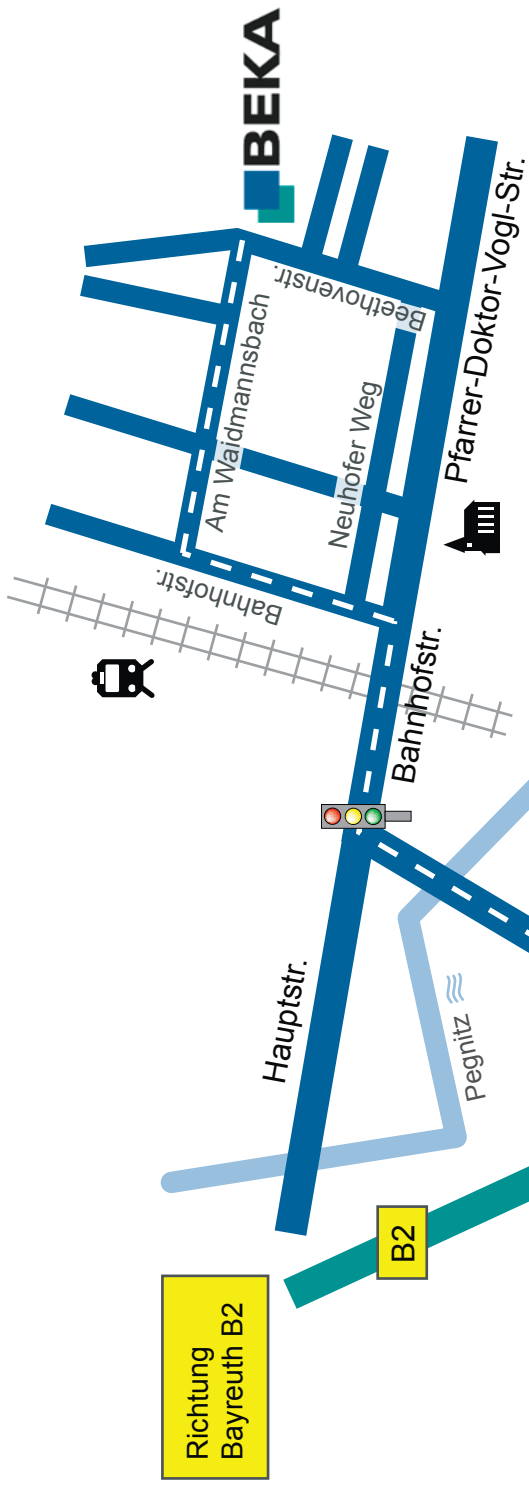 Richtung
Bayreuth B2
B2
Hauptstr.
Pegnitz
Bahnhofstr.
Bahnhofstr.
Am Waidmannsbach
Neuhofer Weg
Beethovenstr.
Pfarrer-Doktor-Vogl-Str.
BEKA